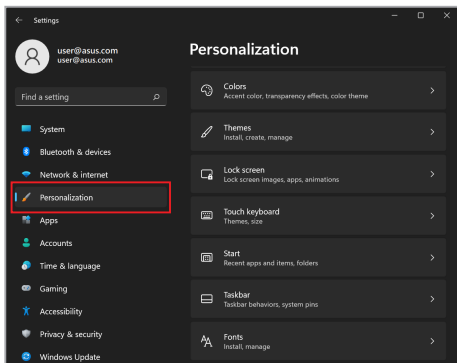 Settings
user@asus.com
user@asus.com
Find a setting
System
Bluetooth & devices
Network & internet
Personalization
Apps
Accounts
Time & language
Gaming
Accessibility
Privacy & security
Windows Update
Personalization
Colors
Accent color, transparency effects, color theme
Themes
Install, create, manage
Lock screen
Lock screen images, apps, animations
Touch keyboard
Themes, size
Start
Recent apps and items, folders
Taskbar
Taskbar behaviors, system pins
Fonts
Install, manage